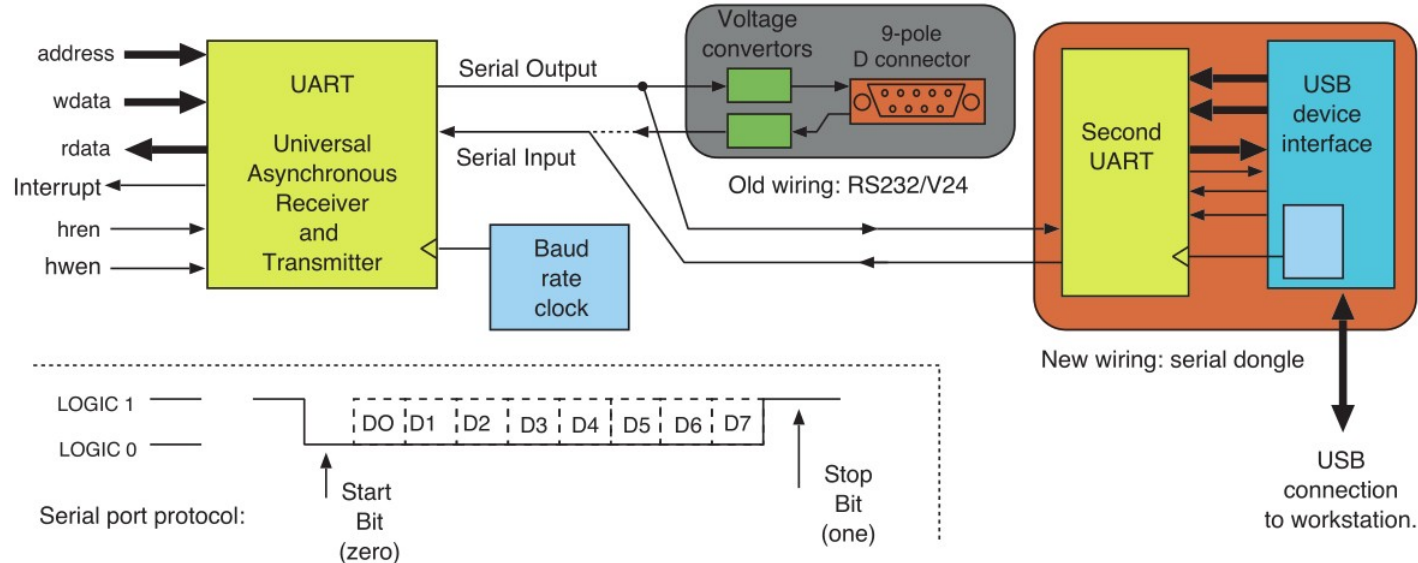 address
wdata
rdata
Interrupt
hren
hwen
UART
Universal
Asynchronous
Receiver
and
Transmitter
Serial Output
Serial Input
Baud
rate
clock
Voltage
convertors
9-pole
D connector
Old wiring: RS232/V24
Second
UART
USB
device
interface
New wiring: serial dongle
USB
connection
to workstation.
LOGIC 1
LOGIC 0
DO D1 D2 D3 D4 D5 D6 D7
Start
Bit
(zero)
Stop
Bit
(one)
Serial port protocol: